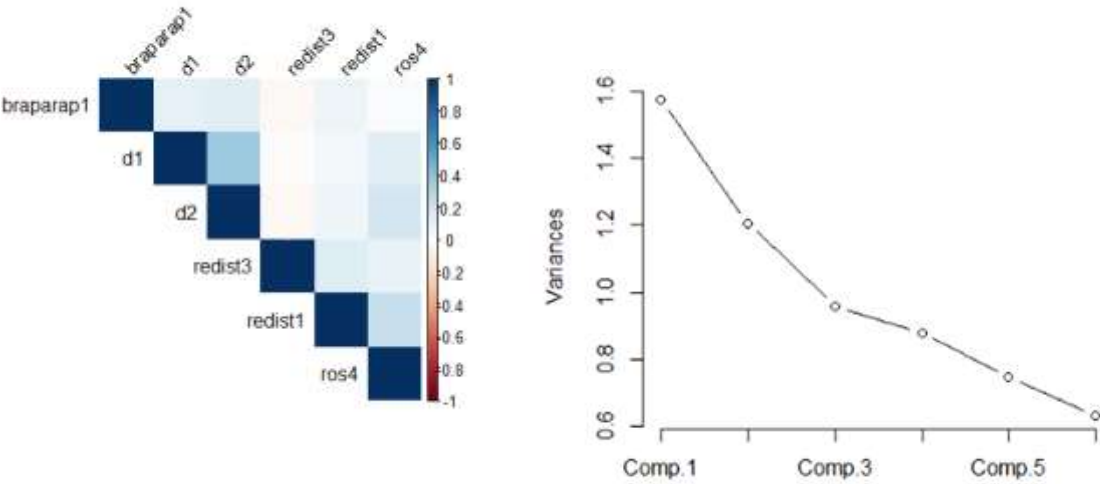 braparap1
d1
d2
redist3
redist1
ros4
braparap1
d1
d2
redist3
redist1
ros4
1
0.8
0.6
0.4
0.2
0
-0.2
-0.4
-0.6
-0.8
-1
Variances
1.6
1.4
1.2
1.0
0.8
0.6
Comp.1
Comp.3
Comp.5